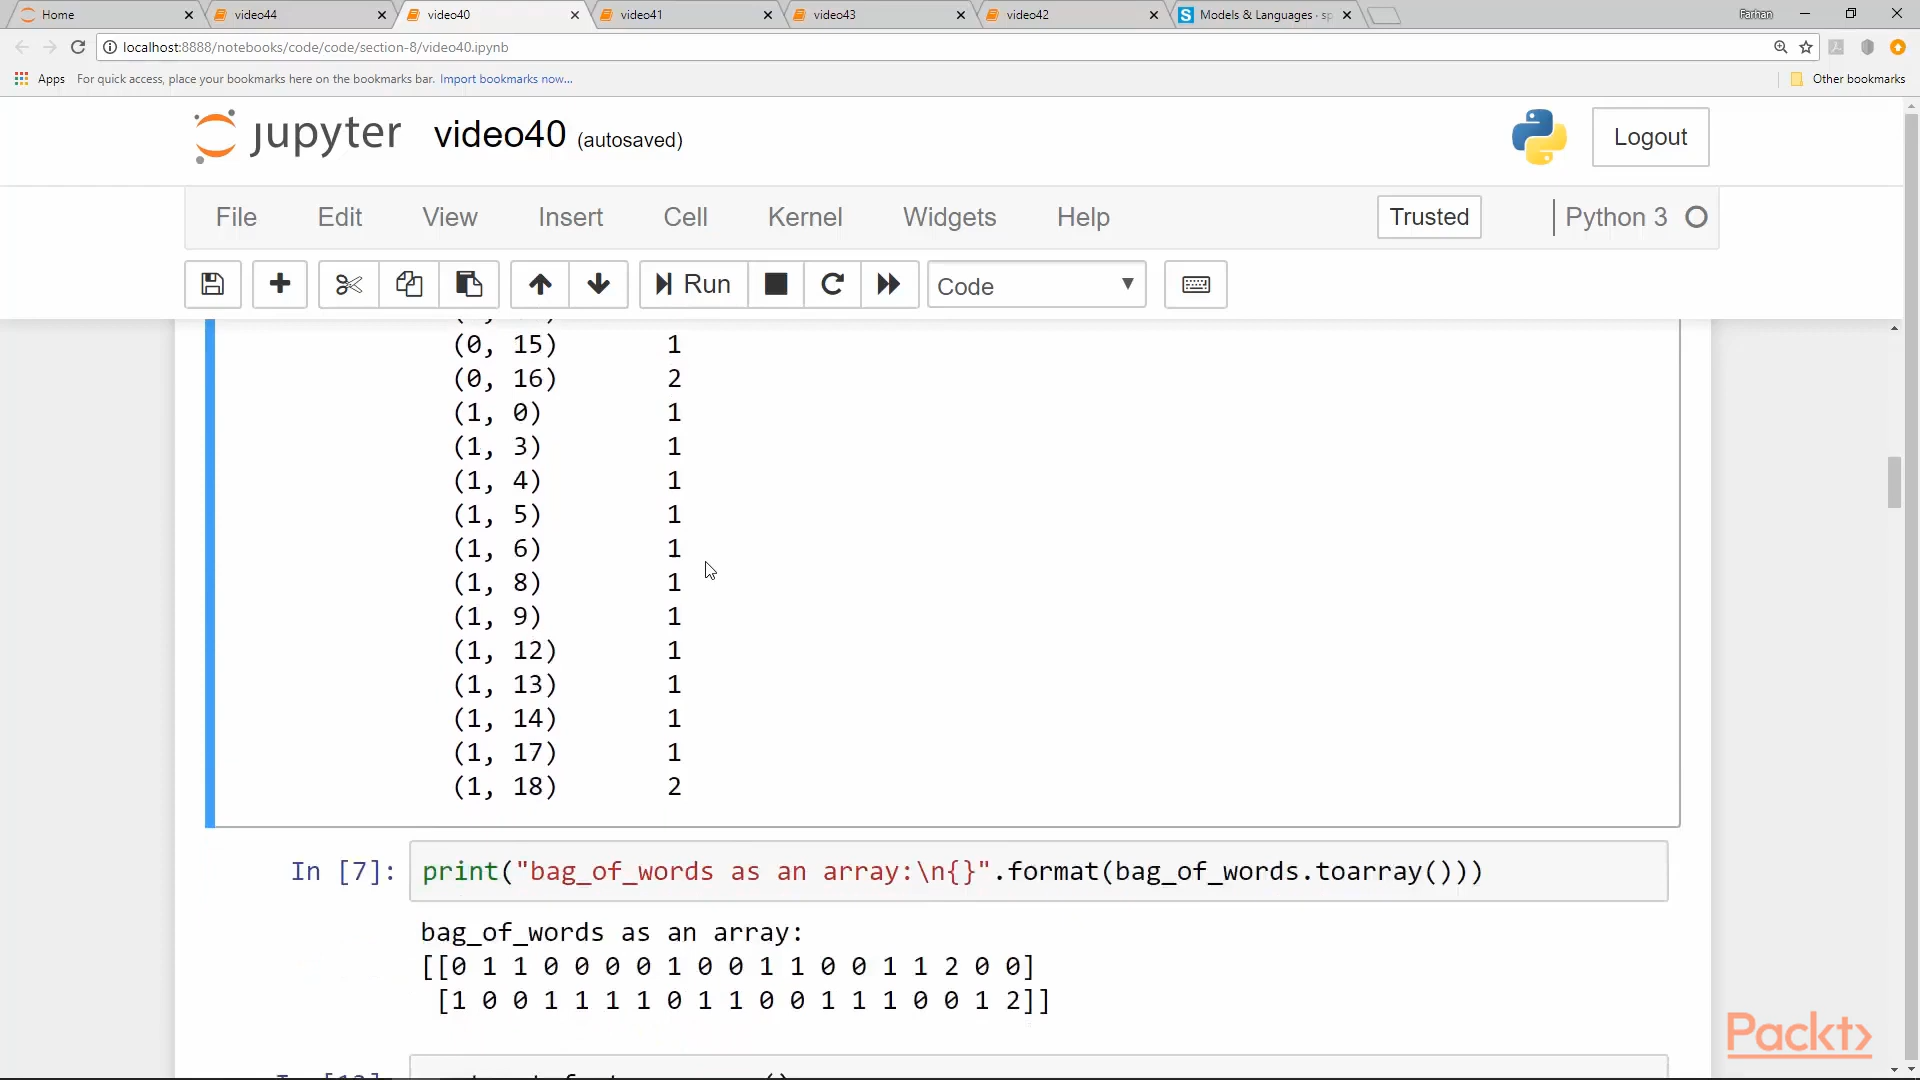 Home
video44
video40
video41
video43
video42
Models & Languages · sp
Farhan
localhost:8888/notebooks/code/code/section-8/video40.ipynb
Apps
For quick access, place your bookmarks here on the bookmarks bar. Import bookmarks now...
Other bookmarks
jupyter video40 (autosaved)
Logout
File Edit View Insert Cell Kernel Widgets Help
Trusted
Python 3
Run
Code
(0, 15) 1
(0, 16) 2
(1, 0) 1
(1, 3) 1
(1, 4) 1
(1, 5) 1
(1, 6) 1
(1, 8) 1
(1, 9) 1
(1, 12) 1
(1, 13) 1
(1, 14) 1
(1, 17) 1
(1, 18) 2
In [7]: print("bag_of_words as an array:\n{}".format(bag_of_words.toarray()))
bag_of_words as an array:
[[0 1 1 0 0 0 0 1 0 0 1 1 0 0 1 1 2 0 0]
[1 0 0 1 1 1 1 0 1 1 0 0 1 1 1 0 0 1 2]]
Packt>